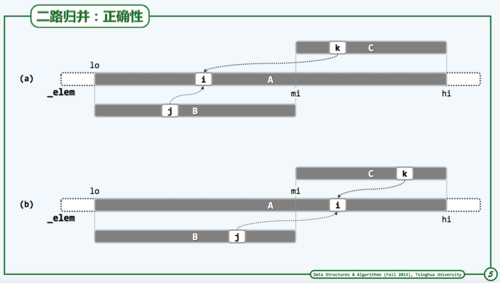 二路归并：正确性
k C
lo
(a) i A
_elem mi hi
j B
C k
lo mi
(b) A i
_elem hi
B j
Data Structures & Algorithms (Fall 2013), Tsinghua University
5